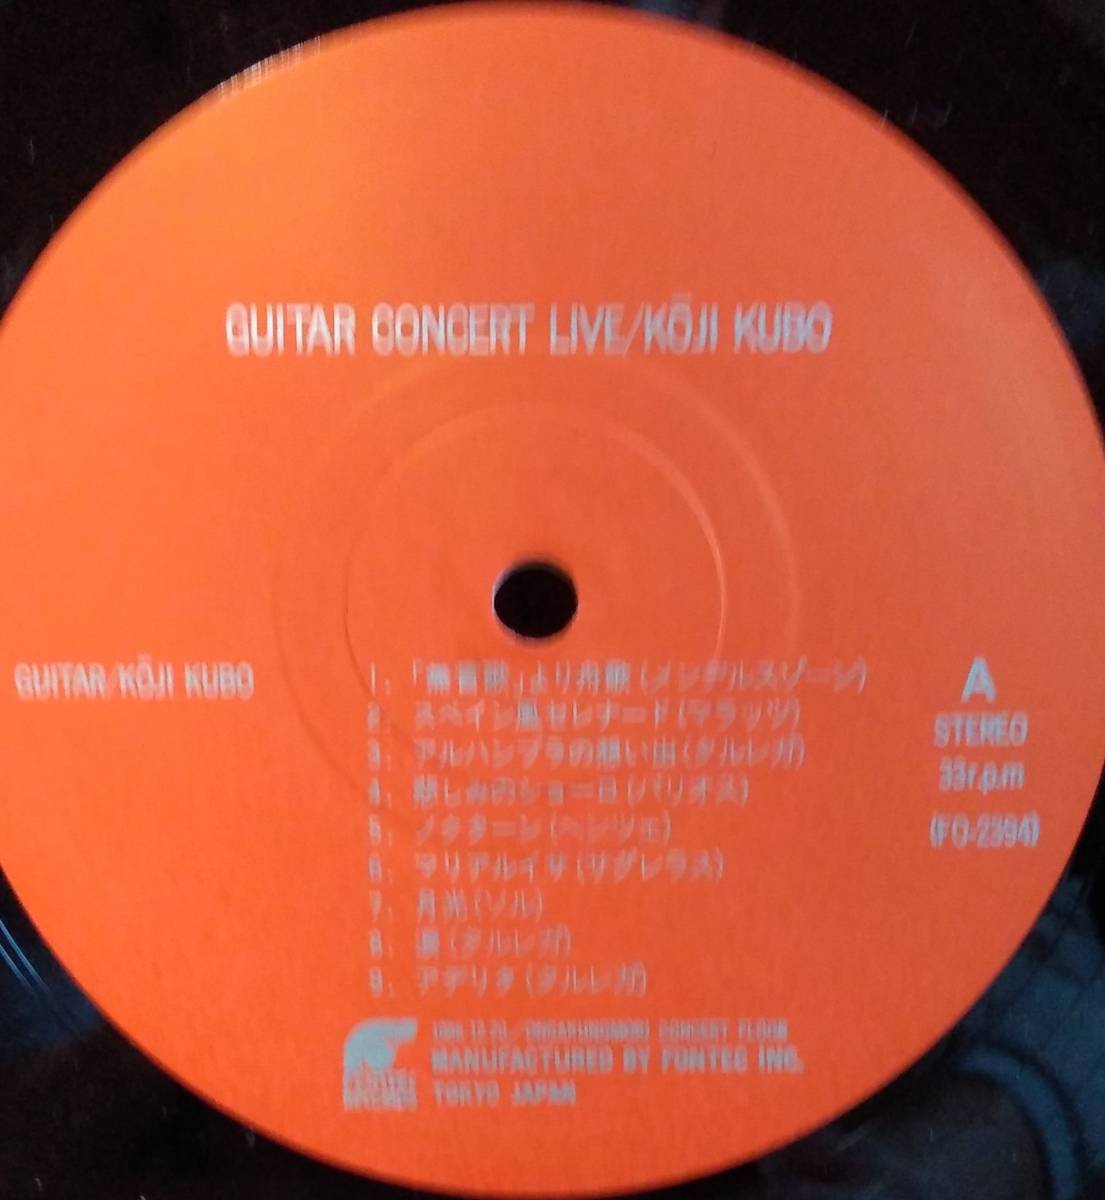 GUITAR CONCERT LIVE/KŌJI KUBO
GUITAR/KŌJI KUBO
1. 「無言歌」より舟歌(メンデルスゾーン)
2. スペイン風セレナード(マラッツ)
3. アルハンブラの想い出(タルレガ)
4. 悲しみのショーロ(バリオス)
5. ノクターン(ヘンツェ)
6. マリアルイサ(サグレラス)
7. 月光(ソル)
8. 涙(タルレガ)
9. アデリタ(タルレガ)
A
STEREO
33r.p.m
(FO-2394)
ONGAKUNOMORI CONCERT FLOOR
MANUFACTURED BY FONTEC INC.
TOKYO JAPAN